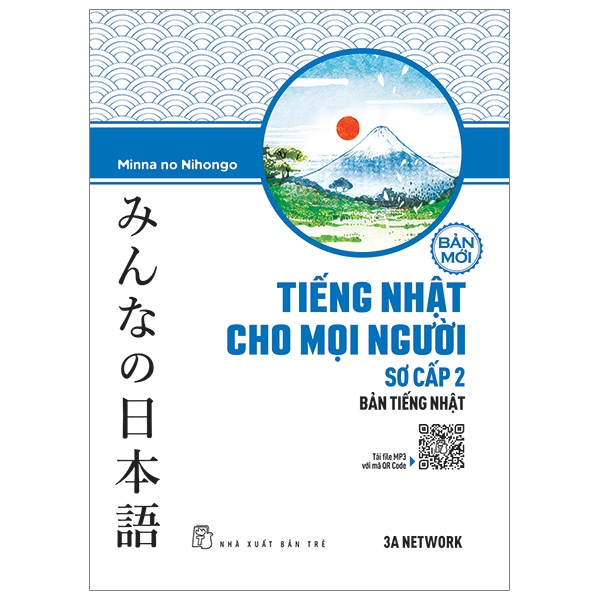 Minna no Nihongo
みんなの日本語
BẢN
MỚI
TIẾNG NHẬT
CHO MỌI NGƯỜI
SƠ CẤP 2
BẢN TIẾNG NHẬT
Tải file MP3
với mã QR Code
NHÀ XUẤT BẢN TRẺ
3A NETWORK